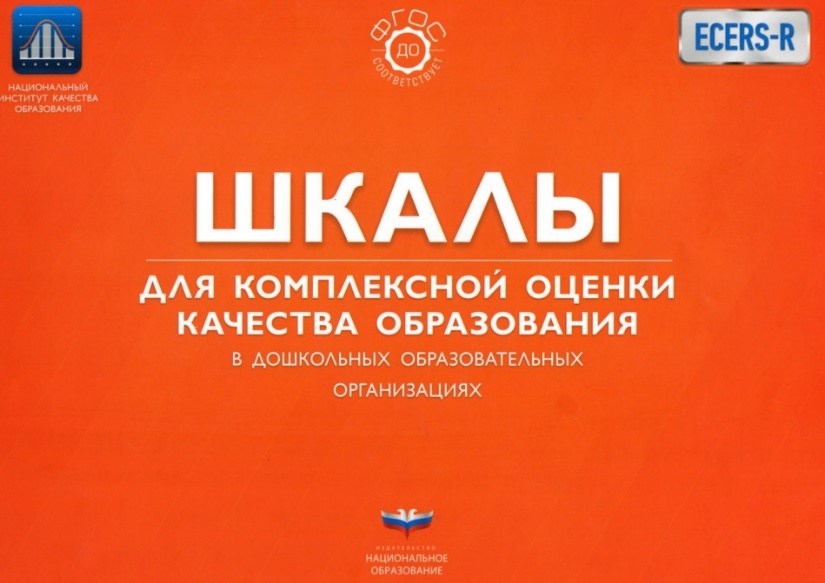 НАЦИОНАЛЬНЫЙ
ИНСТИТУТ КАЧЕСТВА
ОБРАЗОВАНИЯ
ФГОС
ДО
СООТВЕТСТВУЕТ
ECERS-R
ШКАЛЫ
ДЛЯ КОМПЛЕКСНОЙ ОЦЕНКИ
КАЧЕСТВА ОБРАЗОВАНИЯ
В ДОШКОЛЬНЫХ ОБРАЗОВАТЕЛЬНЫХ
ОРГАНИЗАЦИЯХ
ИЗДАТЕЛЬСТВО
НАЦИОНАЛЬНОЕ
ОБРАЗОВАНИЕ